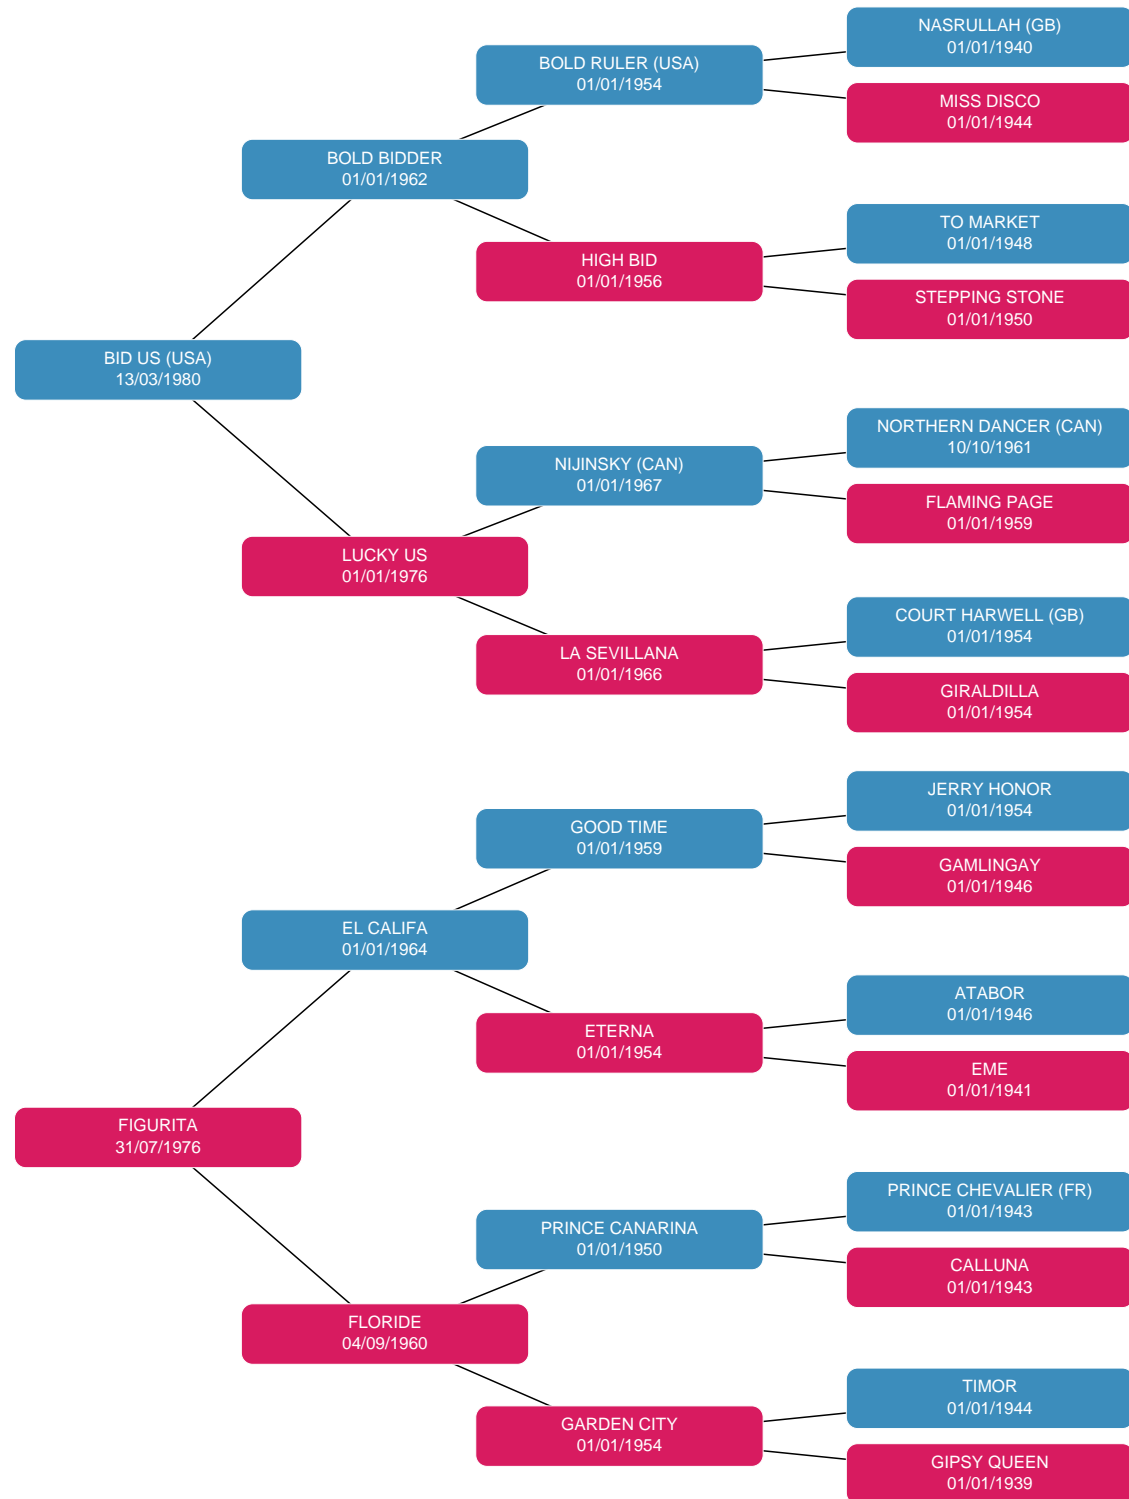 NASRULLAH (GB)
01/01/1940
BOLD RULER (USA)
01/01/1954
MISS DISCO
01/01/1944
BOLD BIDDER
01/01/1962
TO MARKET
01/01/1948
HIGH BID
01/01/1956
STEPPING STONE
01/01/1950
BID US (USA)
13/03/1980
NORTHERN DANCER (CAN)
10/10/1961
NIJINSKY (CAN)
01/01/1967
FLAMING PAGE
01/01/1959
LUCKY US
01/01/1976
COURT HARWELL (GB)
01/01/1954
LA SEVILLANA
01/01/1966
GIRALDILLA
01/01/1954
JERRY HONOR
01/01/1954
GOOD TIME
01/01/1959
GAMLINGAY
01/01/1946
EL CALIFA
01/01/1964
ATABOR
01/01/1946
ETERNA
01/01/1954
EME
01/01/1941
FIGURITA
31/07/1976
PRINCE CHEVALIER (FR)
01/01/1943
PRINCE CANARINA
01/01/1950
CALLUNA
01/01/1943
FLORIDE
04/09/1960
TIMOR
01/01/1944
GARDEN CITY
01/01/1954
GIPSY QUEEN
01/01/1939